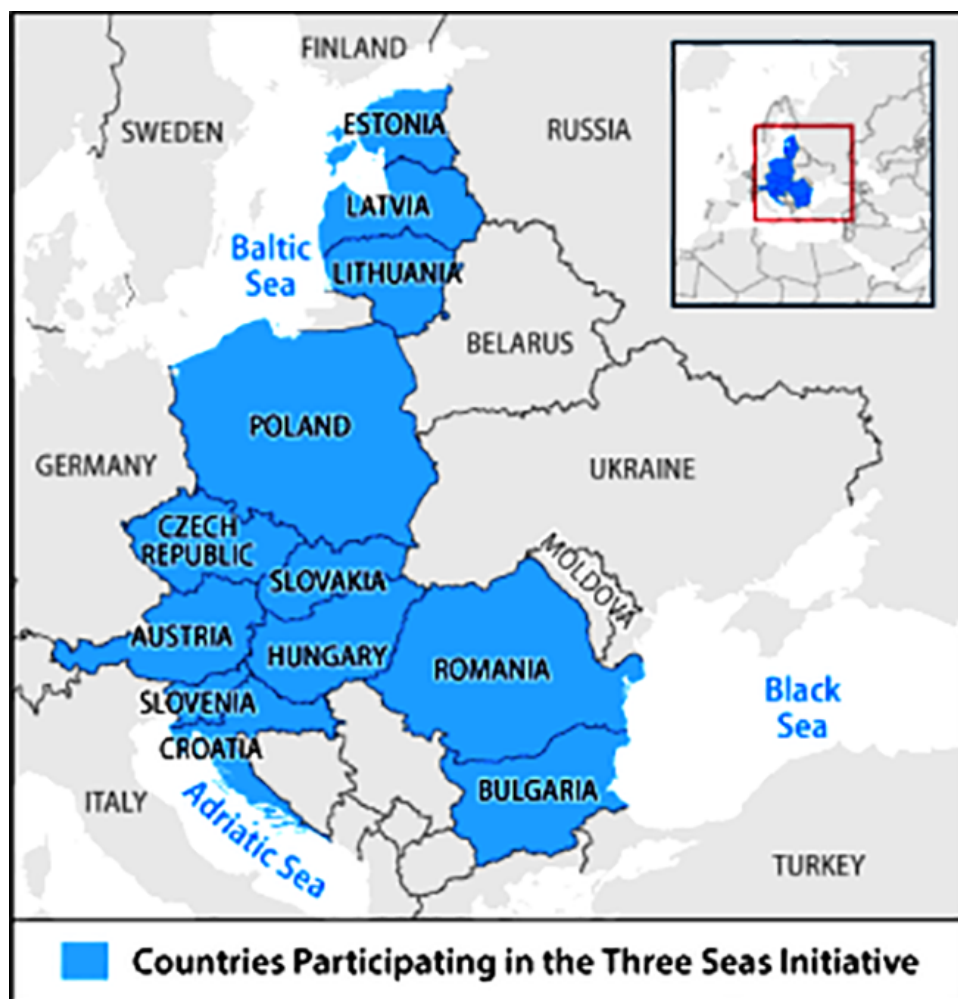 FINLAND
SWEDEN
ESTONIA
RUSSIA
LATVIA
Baltic
Sea
LITHUANIA
BELARUS
POLAND
GERMANY
UKRAINE
CZECH
REPUBLIC
SLOVAKIA
MOLDOVA
AUSTRIA
HUNGARY
ROMANIA
SLOVENIA
Black
Sea
CROATIA
ITALY
Adriatic Sea
BULGARIA
TURKEY
Countries Participating in the Three Seas Initiative